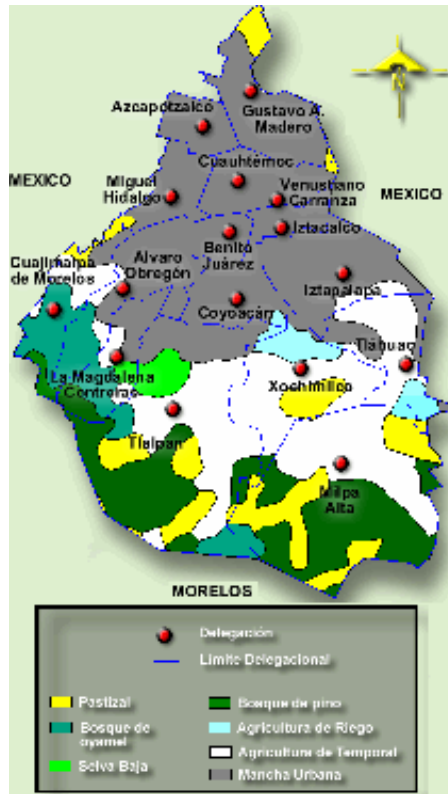 Azcapotzalco
Gustavo A.
Madero
N
Cuauhtémoc
MEXICO
Miguel
Hidalgo
Venustiano
Carranza
MEXICO
Iztacalco
Benito
Juárez
Cuajimalpa
de Morelos
Alvaro
Obregón
Iztapalapa
Coyoacán
Tláhuac
La Magdalena
Contreras
Xochimilco
Tlalpan
Milpa
Alta
MORELOS
Delegación
Límite Delegacional
Pastizal
Bosque de
oyamel
Selva Baja
Bosque de pino
Agricultura de Riego
Agricultura de Temporal
Mancha Urbana